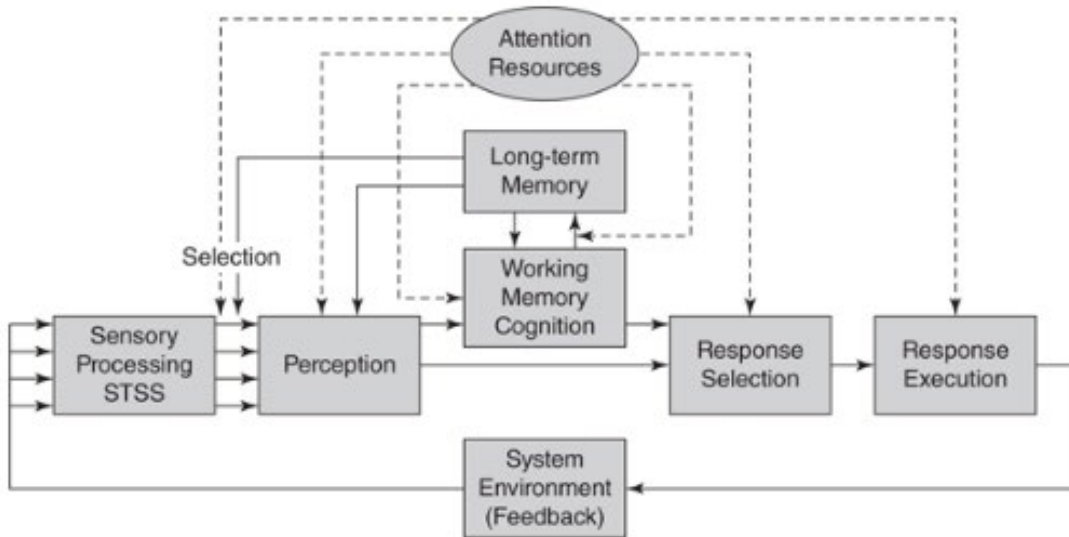 Attention
Resources
Long-term
Memory
Selection
Working
Memory
Cognition
Sensory
Processing
STSS
Perception
Response
Selection
Response
Execution
System
Environment
(Feedback)